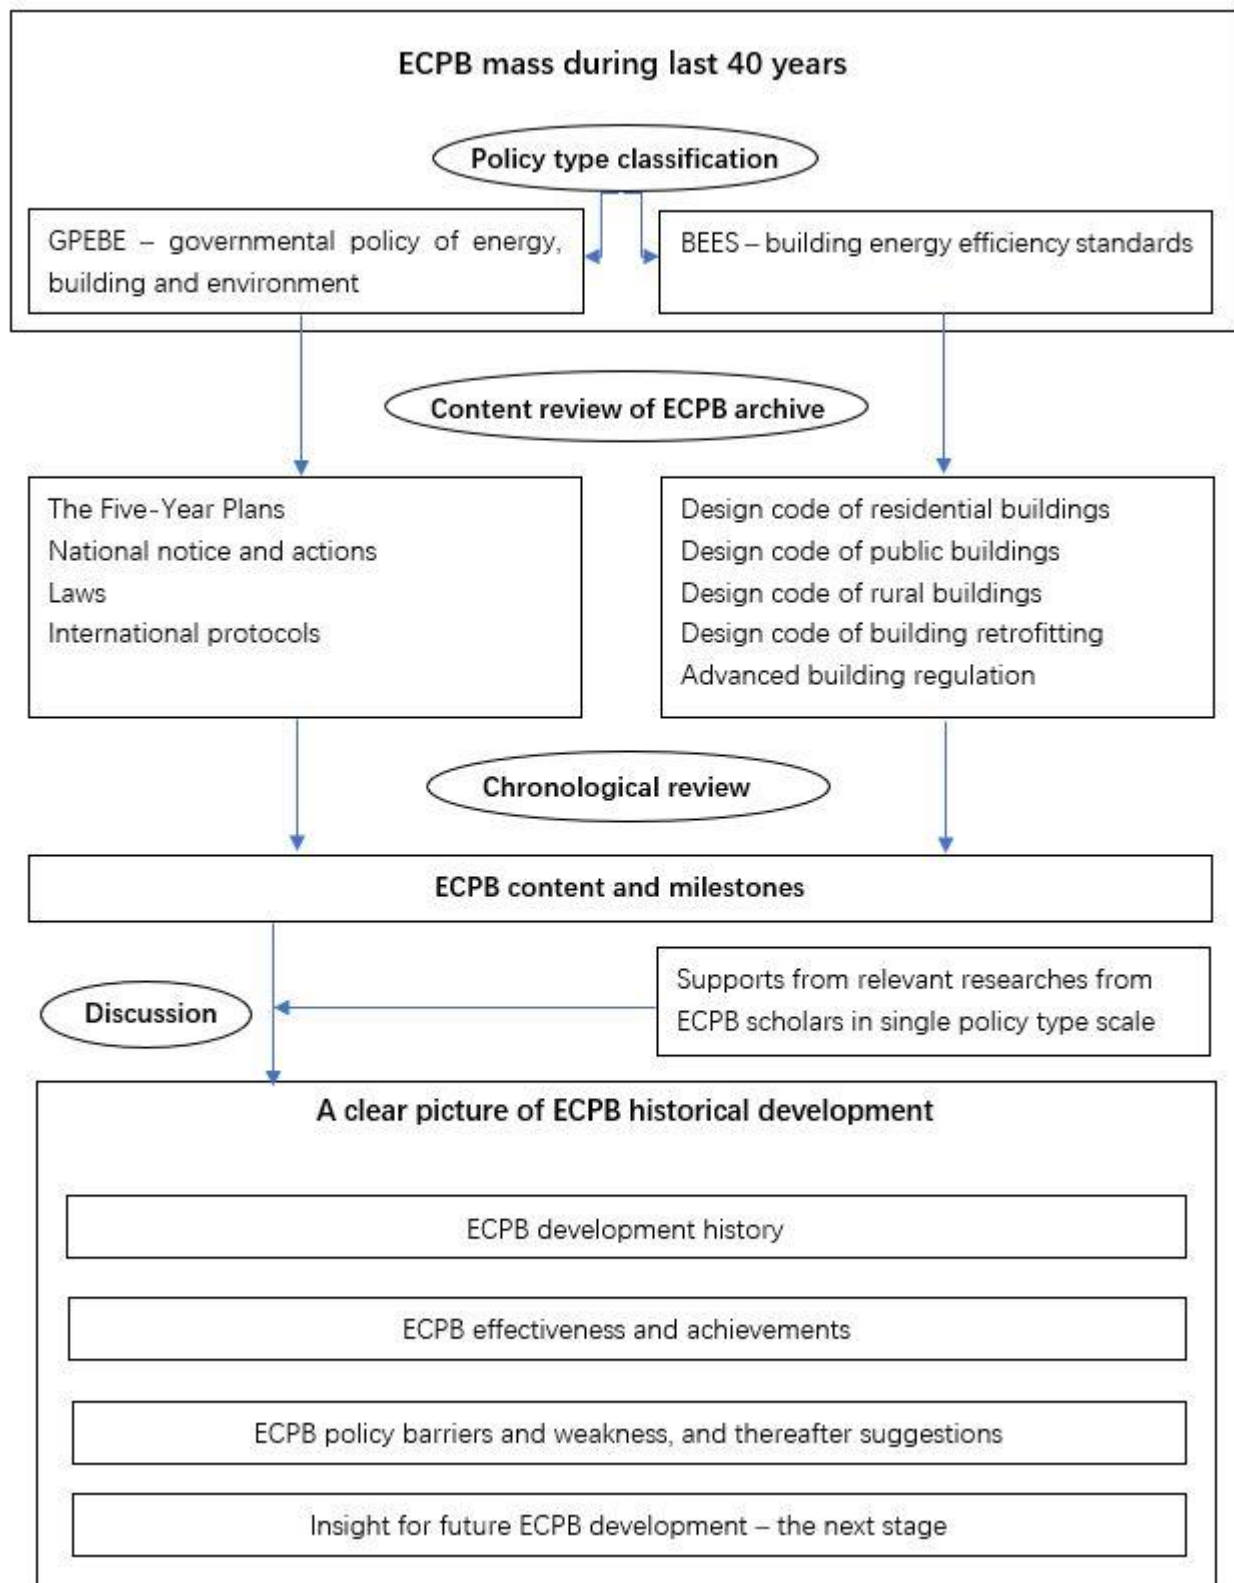 ECPB mass during last 40 years
Policy type classification
GPEBE – governmental policy of energy,
building and environment
BEES – building energy efficiency standards
Content review of ECPB archive
The Five-Year Plans
National notice and actions
Laws
International protocols
Design code of residential buildings
Design code of public buildings
Design code of rural buildings
Design code of building retrofitting
Advanced building regulation
Chronological review
ECPB content and milestones
Discussion
Supports from relevant researches from
ECPB scholars in single policy type scale
A clear picture of ECPB historical development
ECPB development history
ECPB effectiveness and achievements
ECPB policy barriers and weakness, and thereafter suggestions
Insight for future ECPB development – the next stage